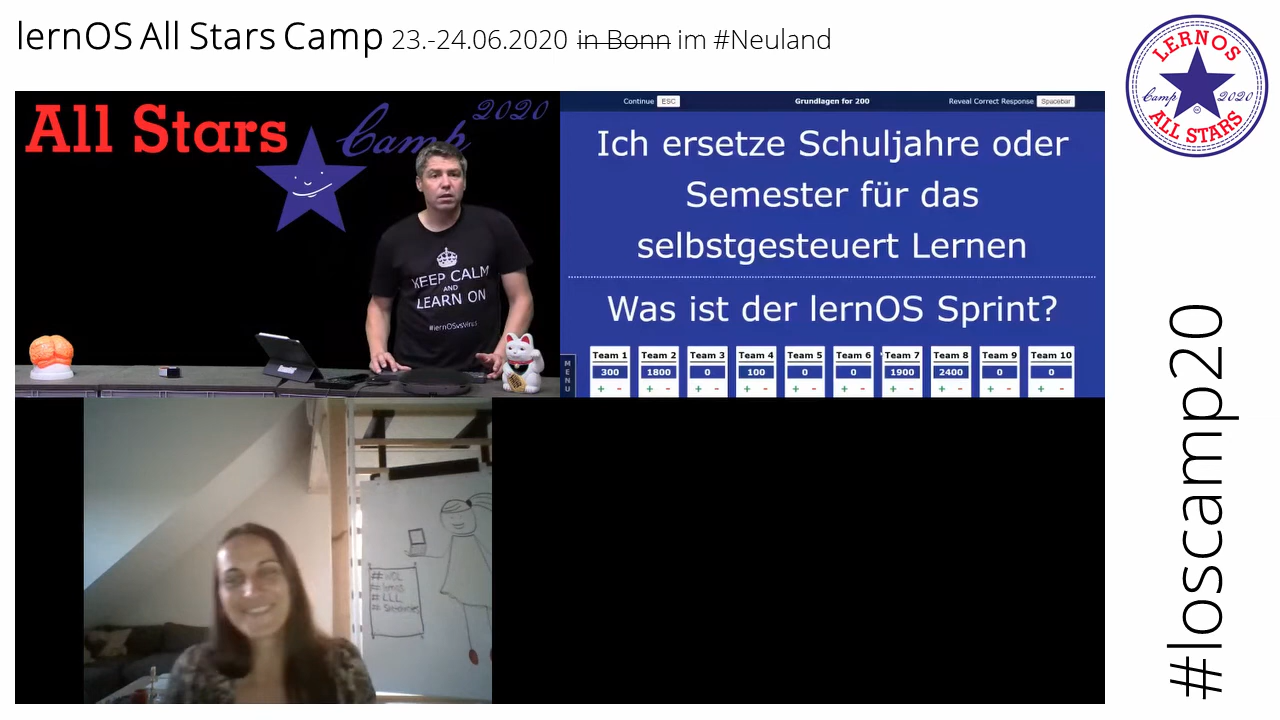 lernOS All Stars Camp 23.-24.06.2020 in Bonn im #Neuland
LERNOS
Camp 2020
ALL STARS
All Stars Camp 2020
KEEP CALM
AND
LEARN ON
#lernOSvsVirus
Continue ESC Grundlagen for 200 Reveal Correct Response Spacebar
Ich ersetze Schuljahre oder
Semester für das
selbstgesteuert Lernen
Was ist der lernOS Sprint?
MENU
Team 1 Team 2 Team 3 Team 4 Team 5 Team 6 Team 7 Team 8 Team 9 Team 10
300 1800 0 100 0 0 1900 2400 0 0
+ - + - + - + - + - + - + - + - + - + -
# WOL
# lernOS
# LLL
#loscamp20